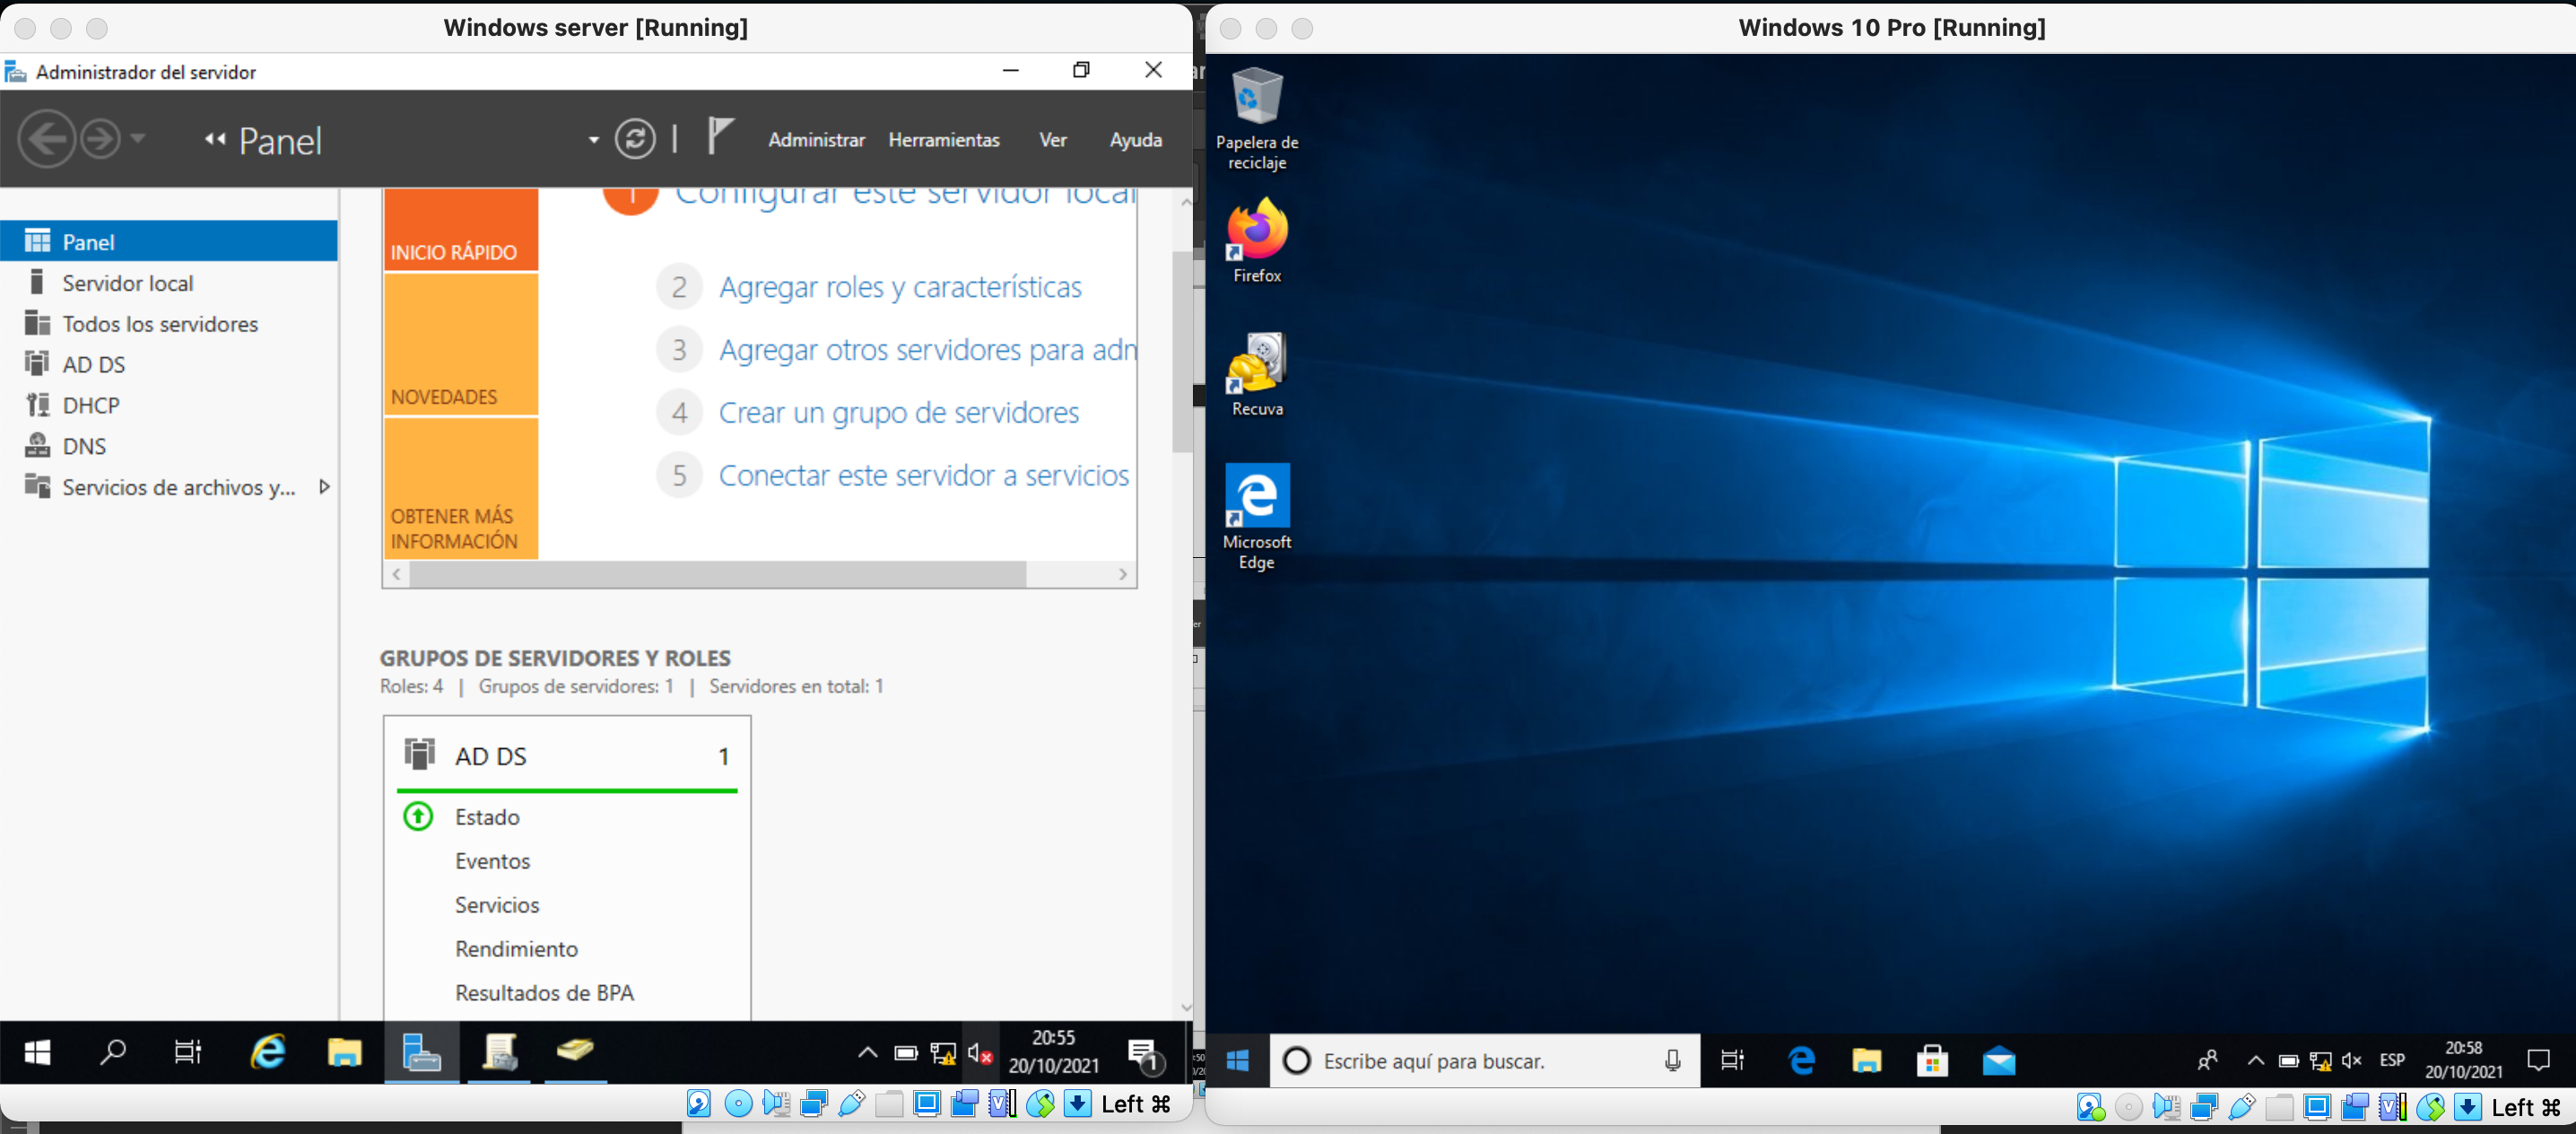 Windows server [Running]
Administrador del servidor
Panel
Administrar
Herramientas
Ver
Ayuda
Panel
Servidor local
Todos los servidores
AD DS
DHCP
DNS
Servicios de archivos y...
INICIO RÁPIDO
NOVEDADES
OBTENER MÁS
INFORMACIÓN
1 Configurar este servidor local
2 Agregar roles y características
3 Agregar otros servidores para adm
4 Crear un grupo de servidores
5 Conectar este servidor a servicios
GRUPOS DE SERVIDORES Y ROLES
Roles: 4 | Grupos de servidores: 1 | Servidores en total: 1
AD DS 1
Estado
Eventos
Servicios
Rendimiento
Resultados de BPA
20:55
20/10/2021
1
Left ⌘
Windows 10 Pro [Running]
Papelera de
reciclaje
Firefox
Recuva
Microsoft
Edge
Escribe aquí para buscar.
ESP
20:58
20/10/2021
Left ⌘